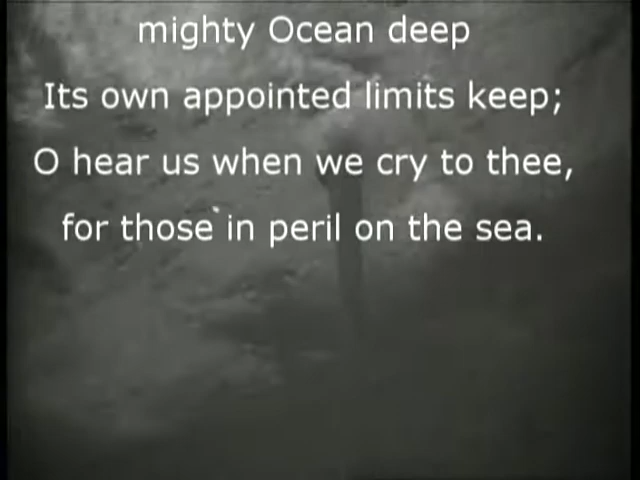 mighty Ocean deep
Its own appointed limits keep;
O hear us when we cry to thee,
for those in peril on the sea.